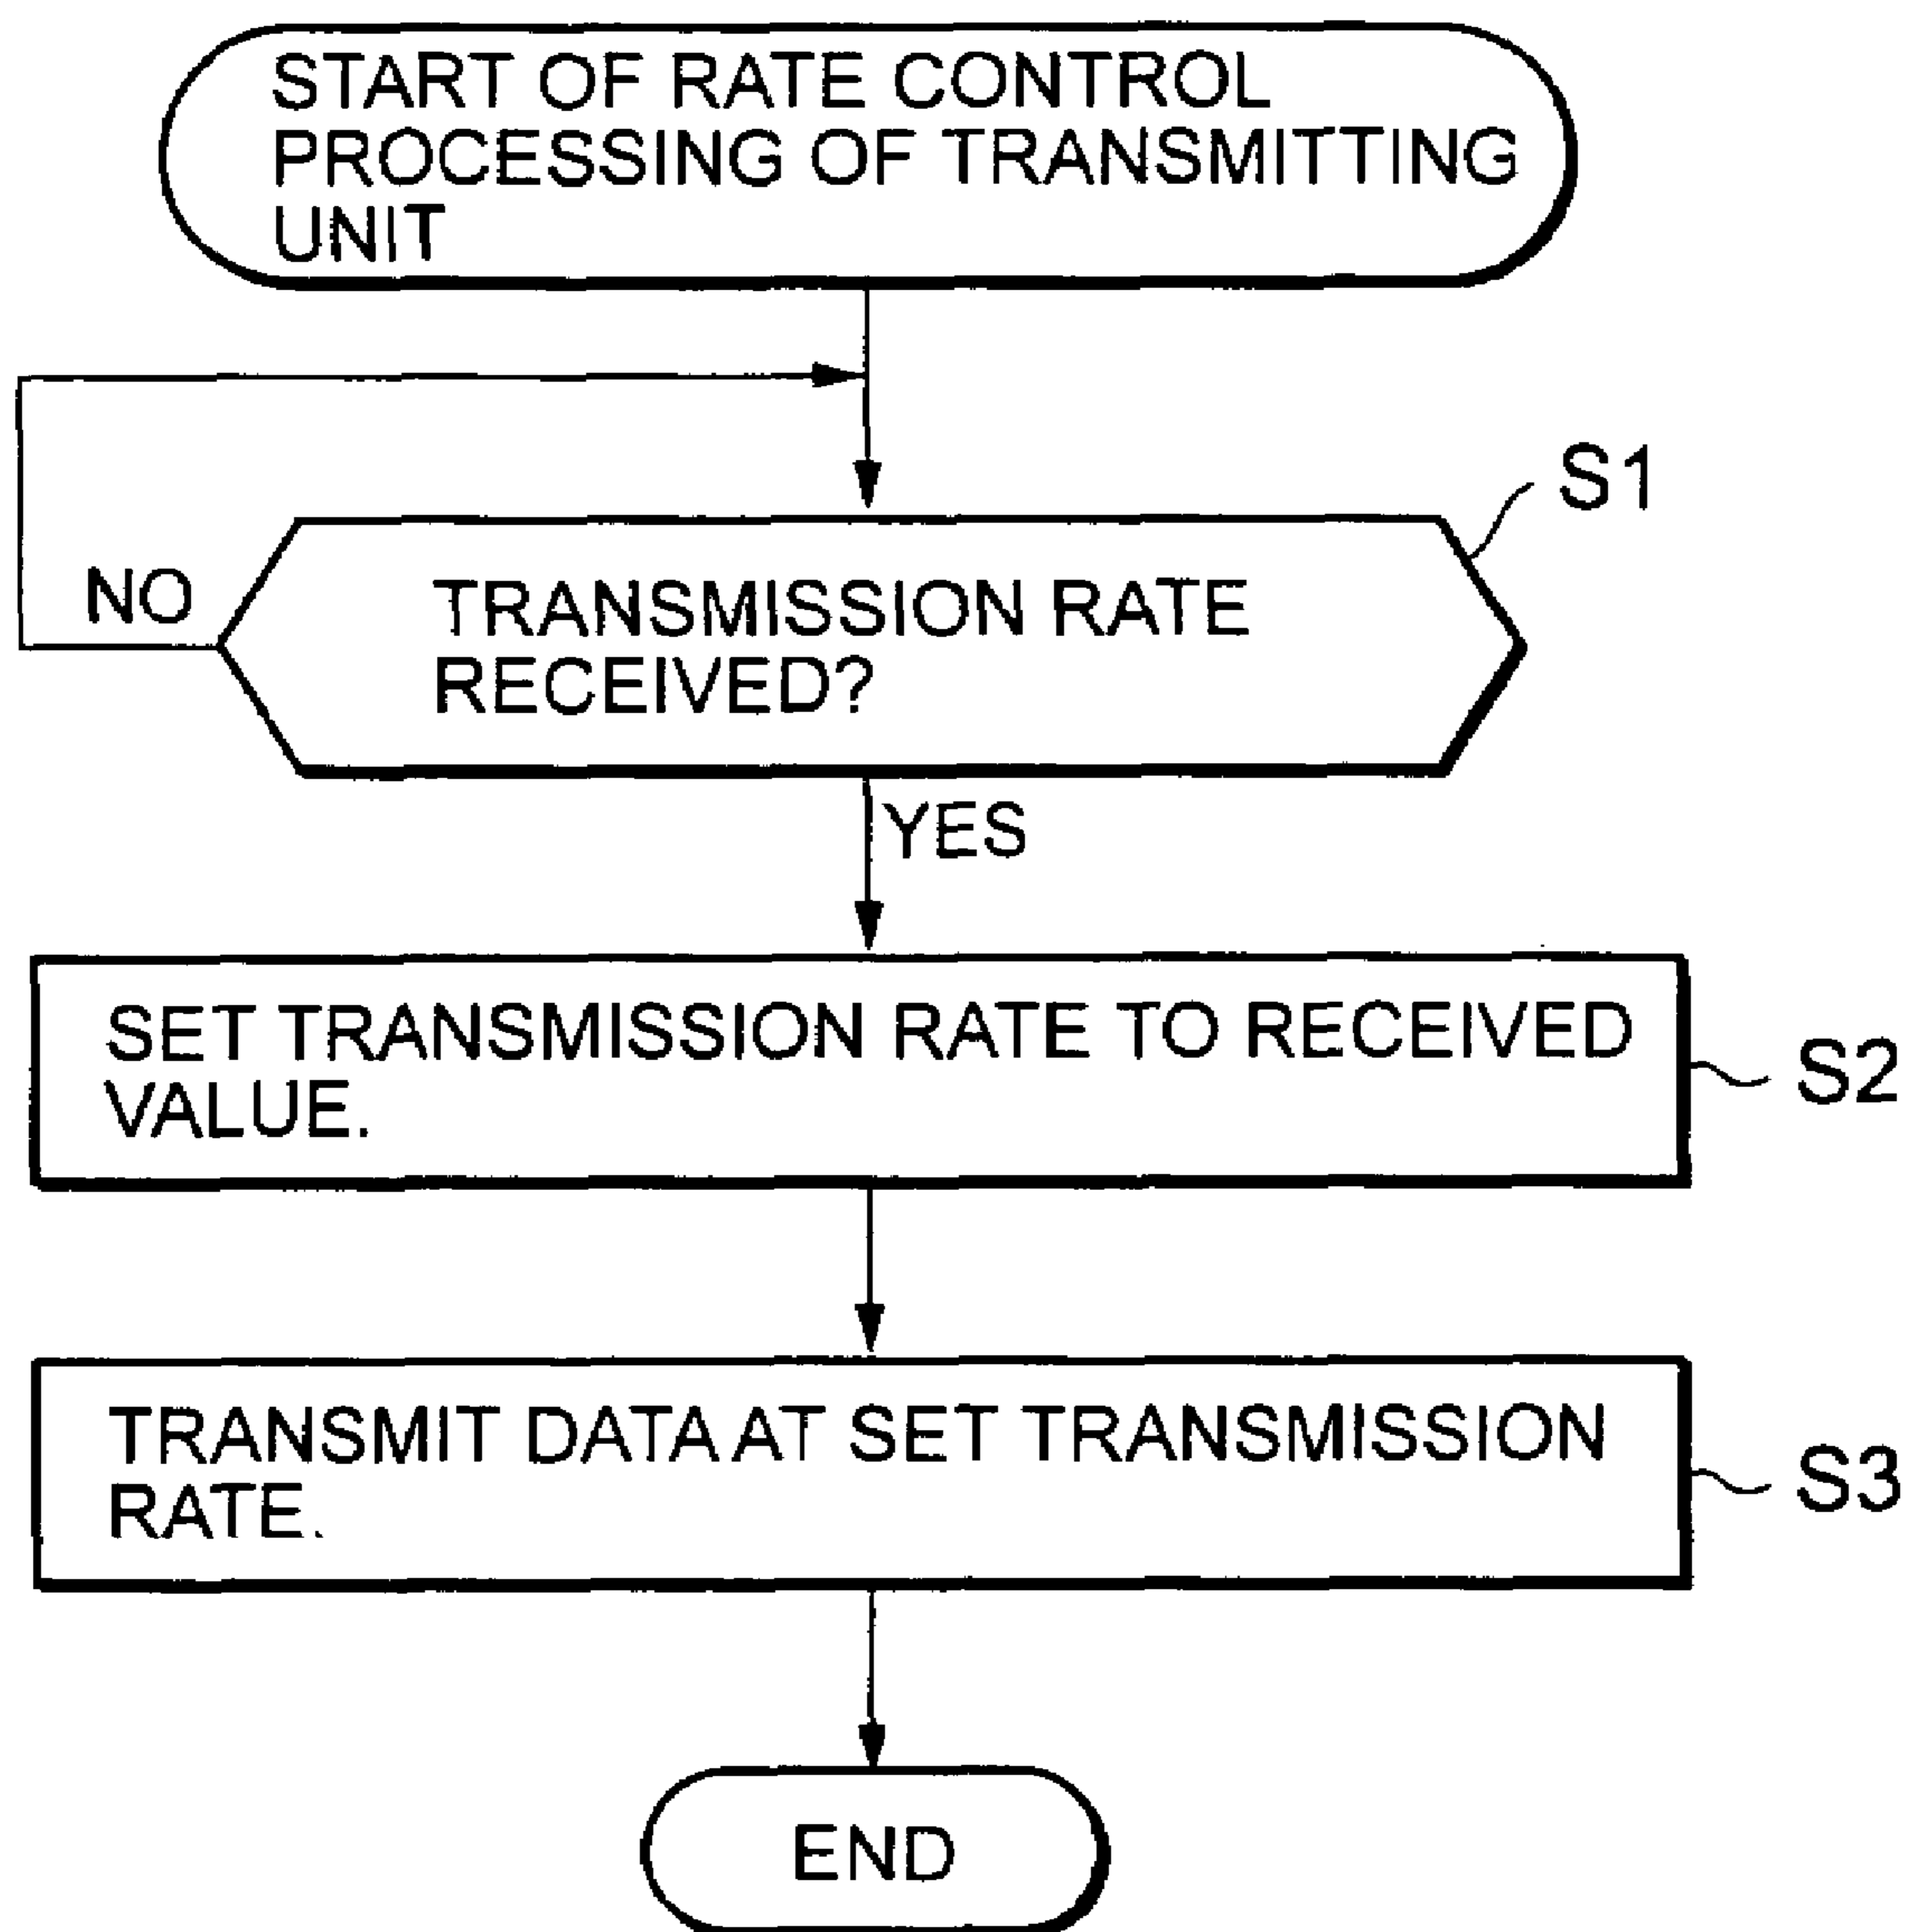 START OF RATE CONTROL
PROCESSING OF TRANSMITTING
UNIT
S1
NO
TRANSMISSION RATE
RECEIVED?
YES
SET TRANSMISSION RATE TO RECEIVED
VALUE.
S2
TRANSMIT DATA AT SET TRANSMISSION
RATE.
S3
END